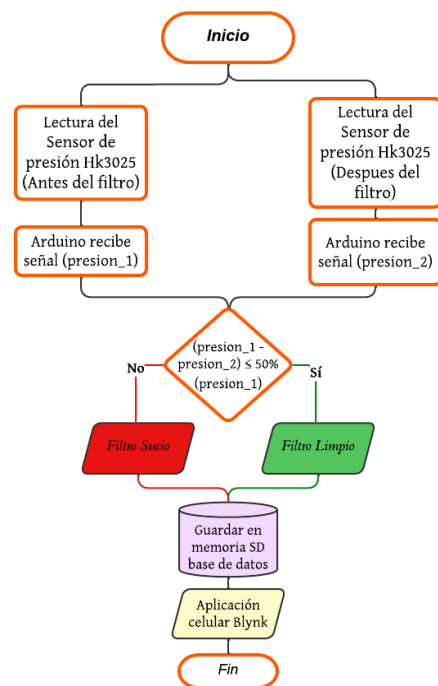 Inicio
Lectura del
Sensor de
presión Hk3025
(Antes del filtro)
Lectura del
Sensor de
presión Hk3025
(Despues del
filtro)
Arduino recibe
señal (presion_1)
Arduino recibe
señal (presion_2)
(presion_1 -
presion_2) ≤ 50%
(presion_1)
No
Sí
Filtro Sucio
Filtro Limpio
Guardar en
memoria SD
base de datos
Aplicación
celular Blynk
Fin